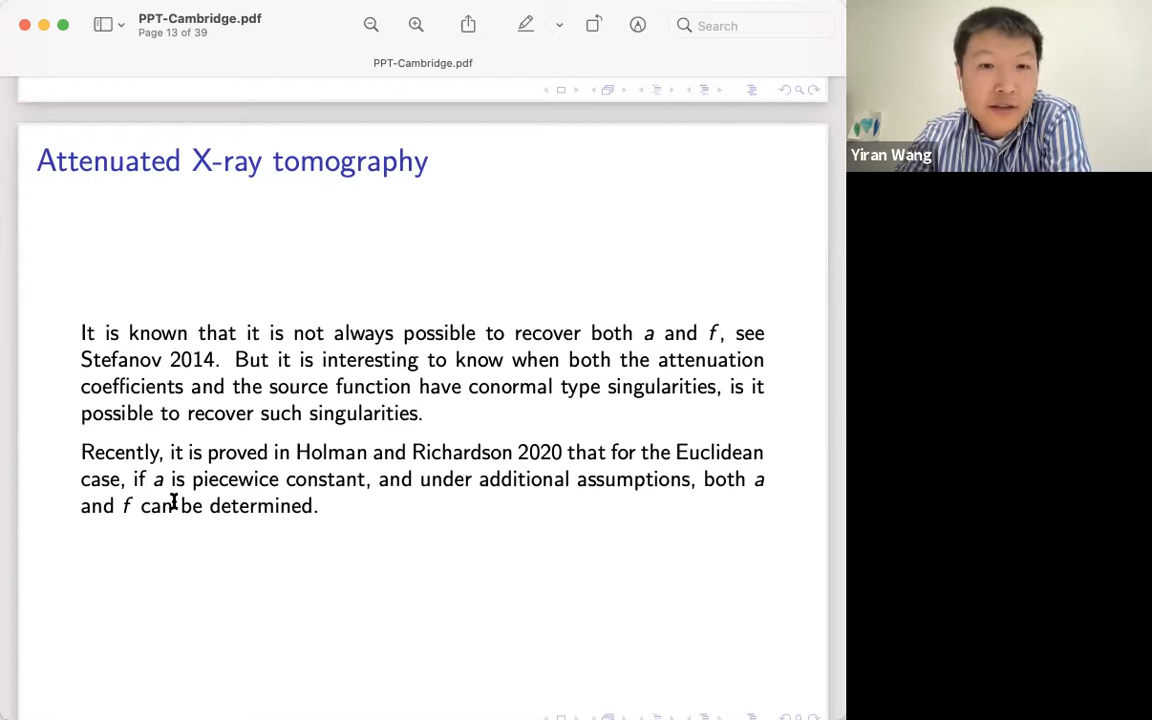 PPT-Cambridge.pdf
Page 13 of 39
Search
PPT-Cambridge.pdf
Yiran Wang
Attenuated X-ray tomography
It is known that it is not always possible to recover both a and f, see
Stefanov 2014. But it is interesting to know when both the attenuation
coefficients and the source function have conormal type singularities, is it
possible to recover such singularities.
Recently, it is proved in Holman and Richardson 2020 that for the Euclidean
case, if a is piecewice constant, and under additional assumptions, both a
and f can be determined.